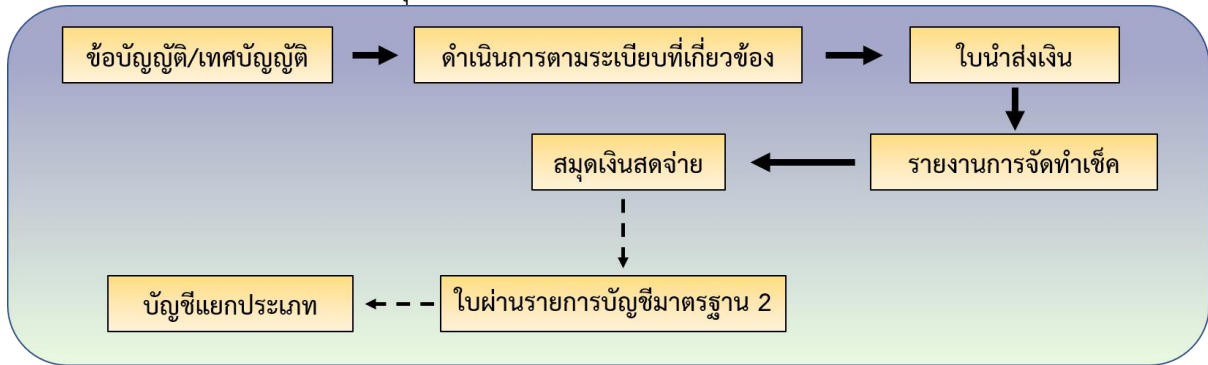 ข้อบัญญัติ/เทศบัญญัติ
ดำเนินการตามระเบียบที่เกี่ยวข้อง
ใบนำส่งเงิน
รายงานการจัดทำเช็ค
สมุดเงินสดจ่าย
ใบผ่านรายการบัญชีมาตรฐาน 2
บัญชีแยกประเภท